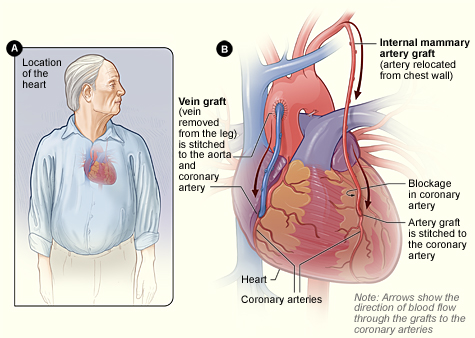 A
Location
of the
heart
B
Internal mammary
artery graft
(artery relocated
from chest wall)
Vein graft
(vein
removed
from the leg)
is stitched
to the aorta
and
coronary
artery
Blockage
in coronary
artery
Artery graft
is stitched to
the coronary
artery
Heart
Coronary arteries
Note: Arrows show the
direction of blood flow
through the grafts to the
coronary arteries